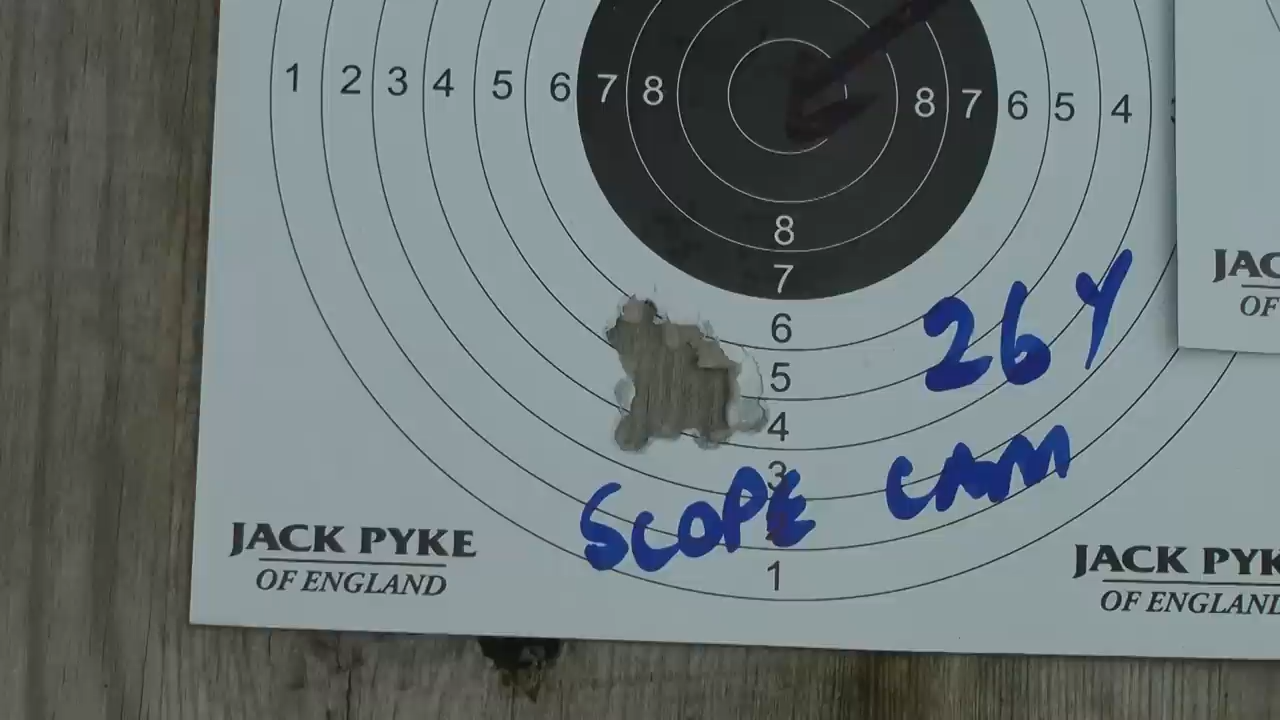 1 2 3 4 5 6 7 8 8 7 6 5 4
8
7
6
5
4
3
1
26Y
SCOPE CAM
JACK PYKE
OF ENGLAND
JACK PYK
OF ENGLAND
JAC
OF